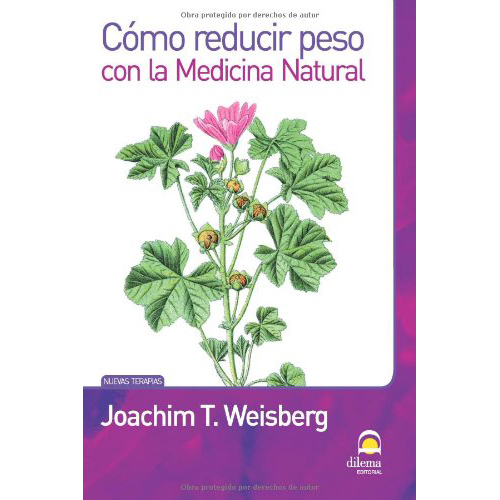 Obra protegido por derechos de autor
Cómo reducir peso
con la Medicina Natural
NUEVAS TERAPIAS
Joachim T. Weisberg
dilema
EDITORIAL
Obra protegido por derechos de autor